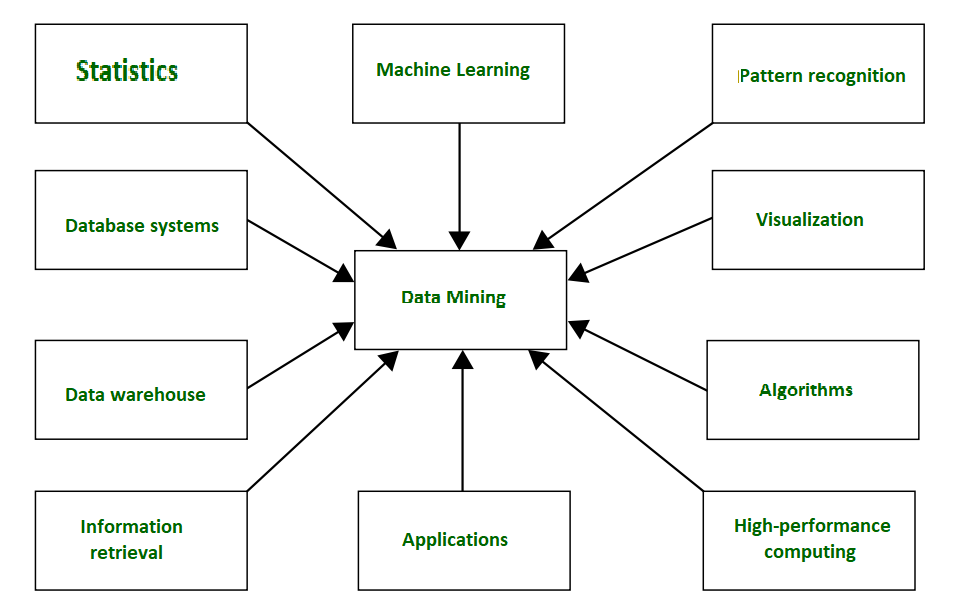 Statistics
Machine Learning
Pattern recognition
Database systems
Visualization
Data Mining
Data warehouse
Algorithms
Information
retrieval
Applications
High-performance
computing